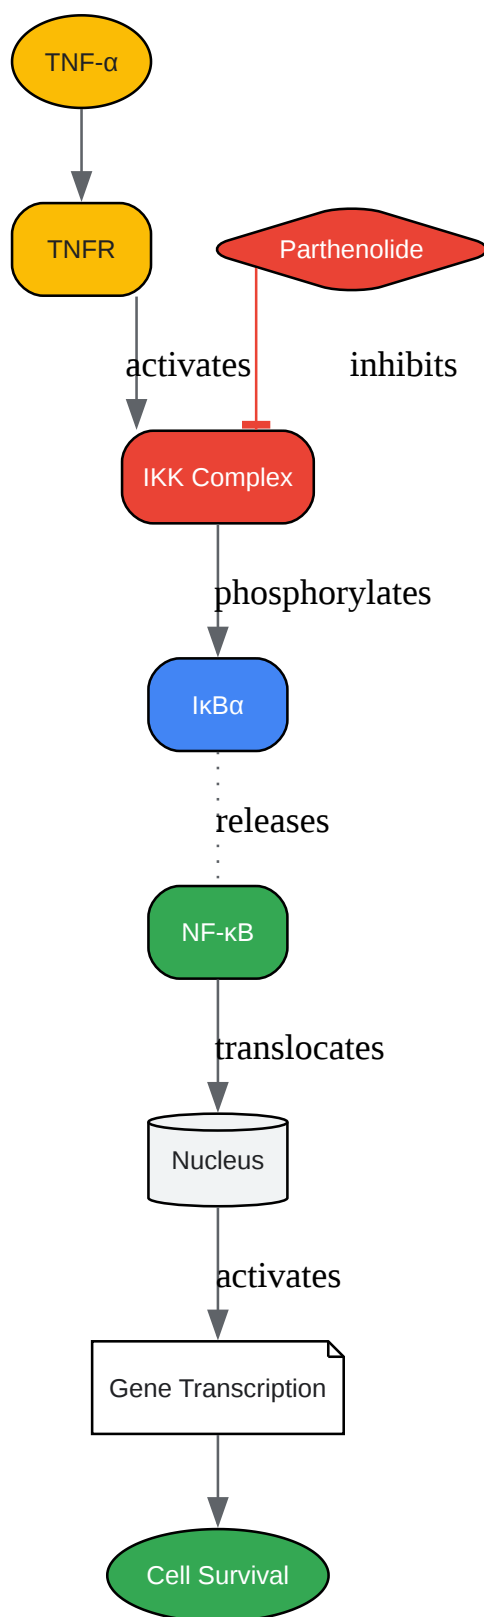 TNF-α
TNFR
Parthenolide
activates
inhibits
IKK Complex
phosphorylates
IκBα
releases
NF-κB
translocates
Nucleus
activates
Gene Transcription
Cell Survival